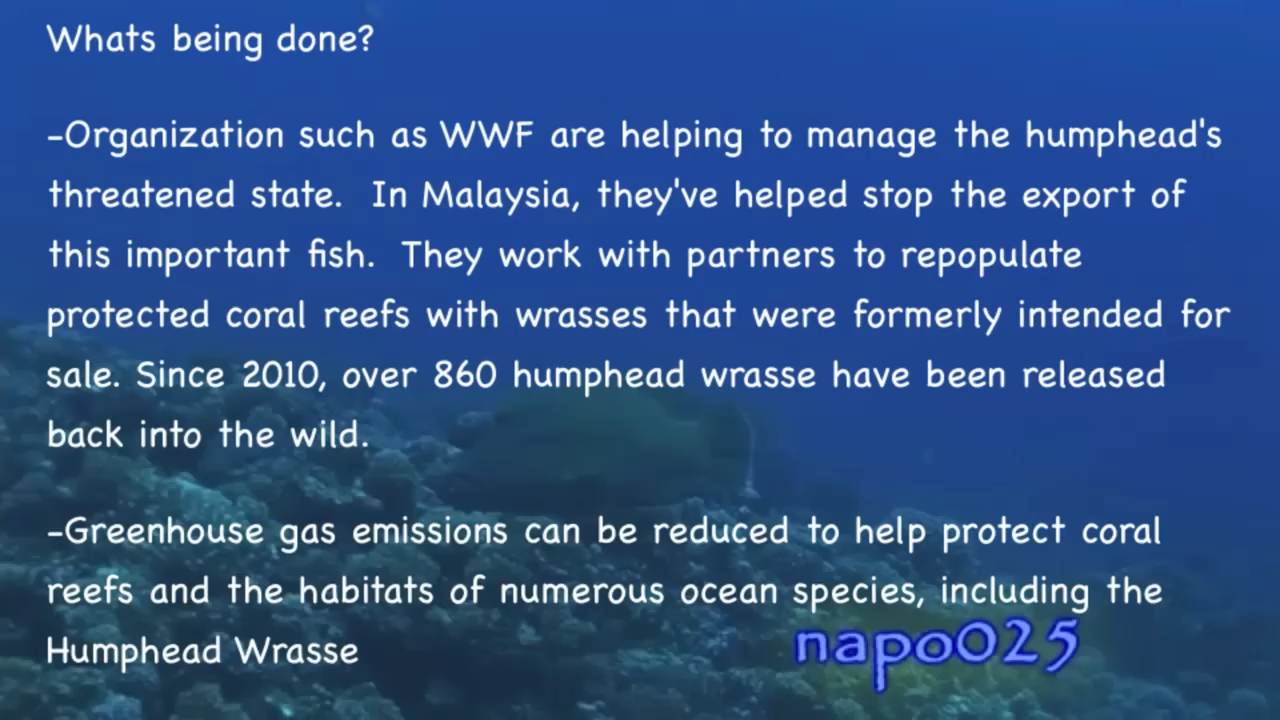 Whats being done?
-Organization such as WWF are helping to manage the humphead's
threatened state.  In Malaysia, they've helped stop the export of
this important fish.  They work with partners to repopulate
protected coral reefs with wrasses that were formerly intended for
sale. Since 2010, over 860 humphead wrasse have been released
back into the wild.
-Greenhouse gas emissions can be reduced to help protect coral
reefs and the habitats of numerous ocean species, including the
Humphead Wrasse
napo025